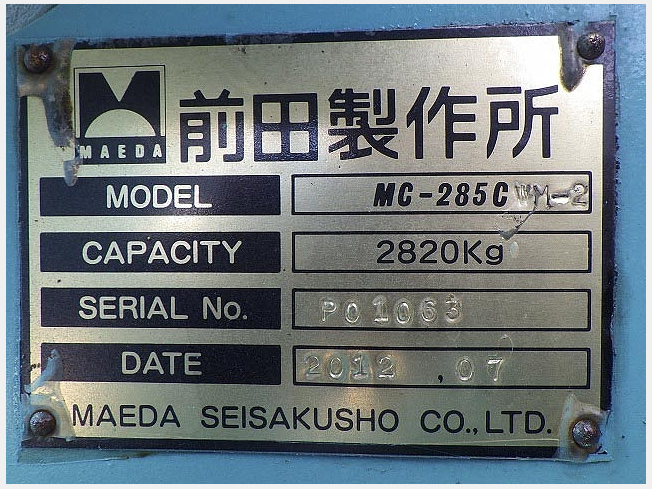 MAEDA
前田製作所
MODEL MC-285CWM-2
CAPACITY 2820Kg
SERIAL No. P01063
DATE 2012.07
MAEDA SEISAKUSHO CO.,LTD.